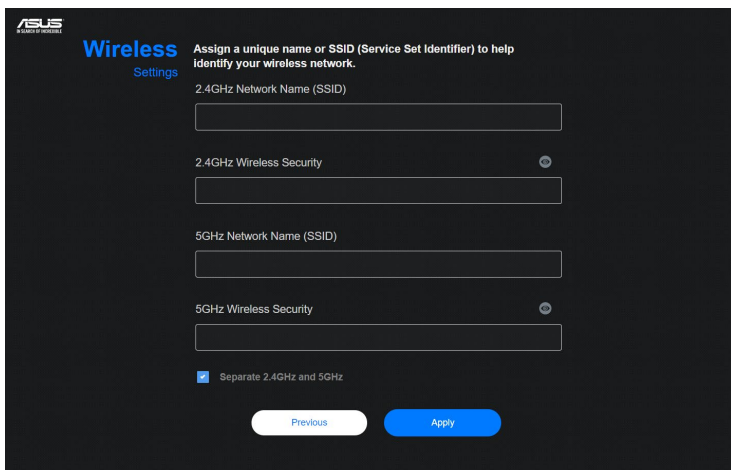 ASUS
IN SEARCH OF INCREDIBLE
Wireless
Settings
Assign a unique name or SSID (Service Set Identifier) to help
identify your wireless network.
2.4GHz Network Name (SSID)
2.4GHz Wireless Security
5GHz Network Name (SSID)
5GHz Wireless Security
Separate 2.4GHz and 5GHz
Previous
Apply